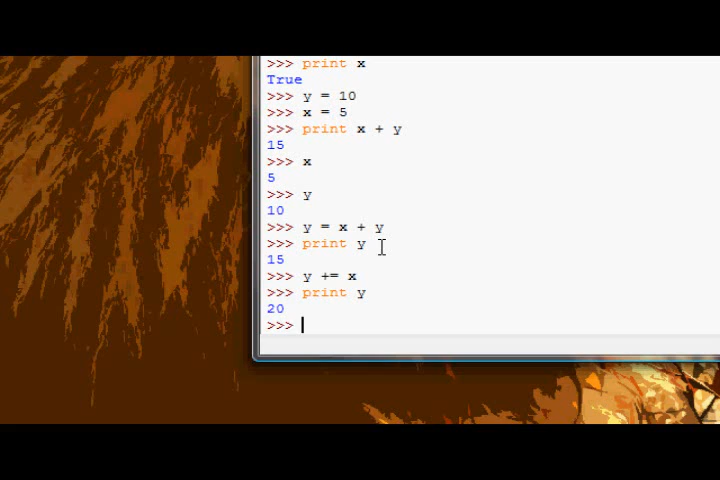 >>> print x
True
>>> y = 10
>>> x = 5
>>> print x + y
15
>>> x
5
>>> y
10
>>> y = x + y
>>> print y
15
>>> y += x
>>> print y
20
>>>